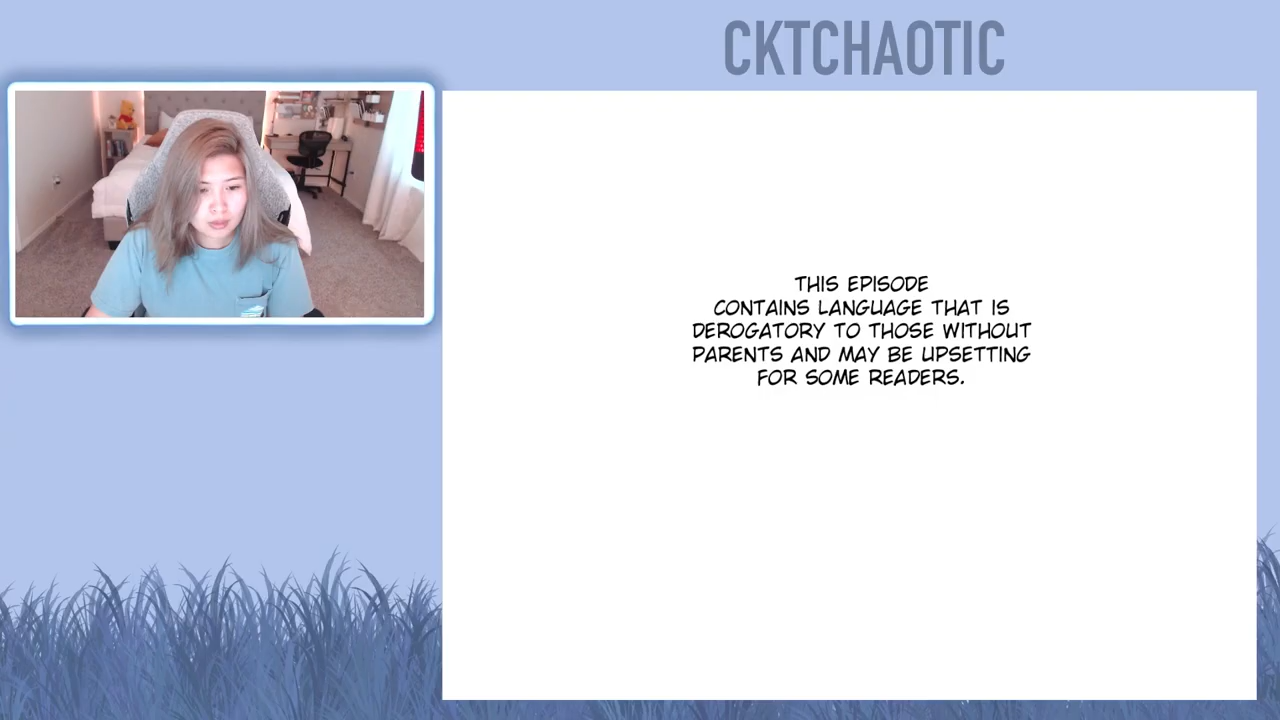 CKTCHAOTIC
THIS EPISODE
CONTAINS LANGUAGE THAT IS
DEROGATORY TO THOSE WITHOUT
PARENTS AND MAY BE UPSETTING
FOR SOME READERS.